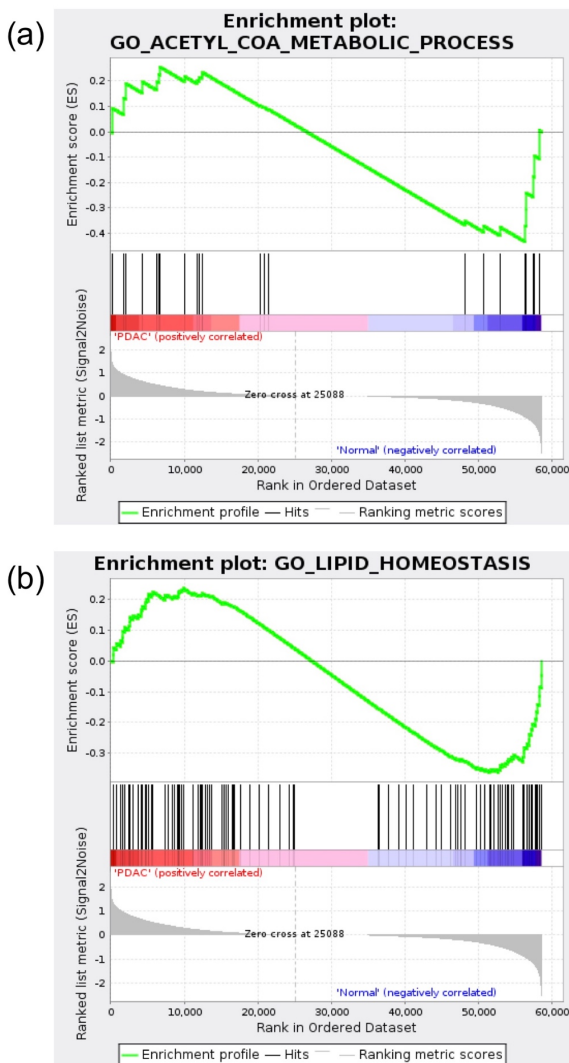 (a)
Enrichment plot:
GO_ACETYL_COA_METABOLIC_PROCESS
Enrichment score (ES)
0.2
0.1
0.0
-0.1
-0.2
-0.3
-0.4
Ranked list metric (Signal2Noise)
'PDAC' (positively correlated)
2
1
0
-1
-2
Zero cross at 25088
'Normal' (negatively correlated)
0 10,000 20,000 30,000 40,000 50,000 60,000
Rank in Ordered Dataset
Enrichment profile Hits Ranking metric scores
(b)
Enrichment plot: GO_LIPID_HOMEOSTASIS
Enrichment score (ES)
0.2
0.1
0.0
-0.1
-0.2
-0.3
Ranked list metric (Signal2Noise)
'PDAC' (positively correlated)
2
1
0
-1
-2
Zero cross at 25088
'Normal' (negatively correlated)
0 10,000 20,000 30,000 40,000 50,000 60,000
Rank in Ordered Dataset
Enrichment profile Hits Ranking metric scores